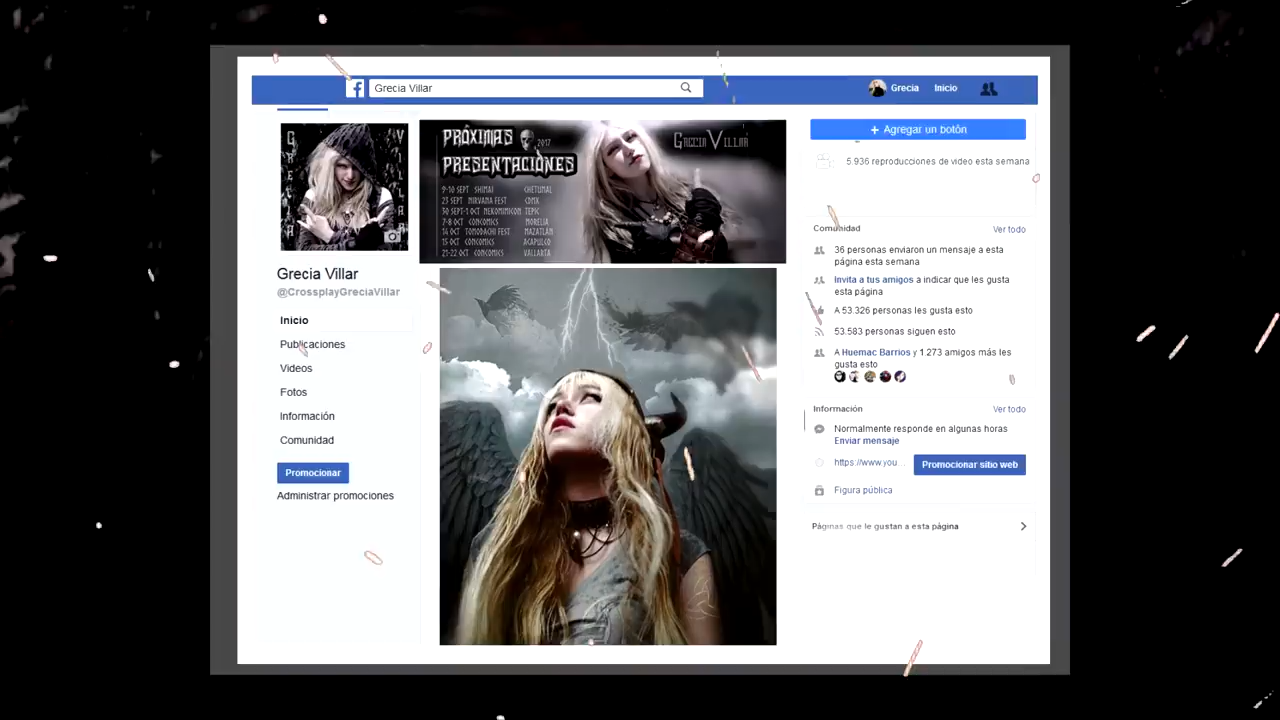 Grecia Villar
Grecia
Inicio
GRECIA
VILLAR
PRÓXIMAS
2017
PRESENTACIONES
GRECIA VILLAR
9-10 SEPT SHIMAI CHETUMAL
23 SEPT NIRVANA FEST CDMX
30 SEPT-1 OCT NEKOMIMICON TEPIC
7-8 OCT CONCOMICS MORELIA
14 OCT TOMODACHI FEST MAZATLÁN
15 OCT CONCOMICS ACAPULCO
21-22 OCT CONCOMICS VALLARTA
Grecia Villar
@CrossplayGreciaVillar
Inicio
Publicaciones
Videos
Fotos
Información
Comunidad
Promocionar
Administrar promociones
+ Agregar un botón
5.936 reproducciones de video esta semana
Comunidad
Ver todo
36 personas enviaron un mensaje a esta
página esta semana
Invita a tus amigos a indicar que les gusta
esta página
A 53.326 personas les gusta esto
53.583 personas siguen esto
A Huemac Barrios y 1.273 amigos más les
gusta esto
Información
Ver todo
Normalmente responde en algunas horas
Enviar mensaje
https://www.you...
Promocionar sitio web
Figura pública
Páginas que le gustan a esta página